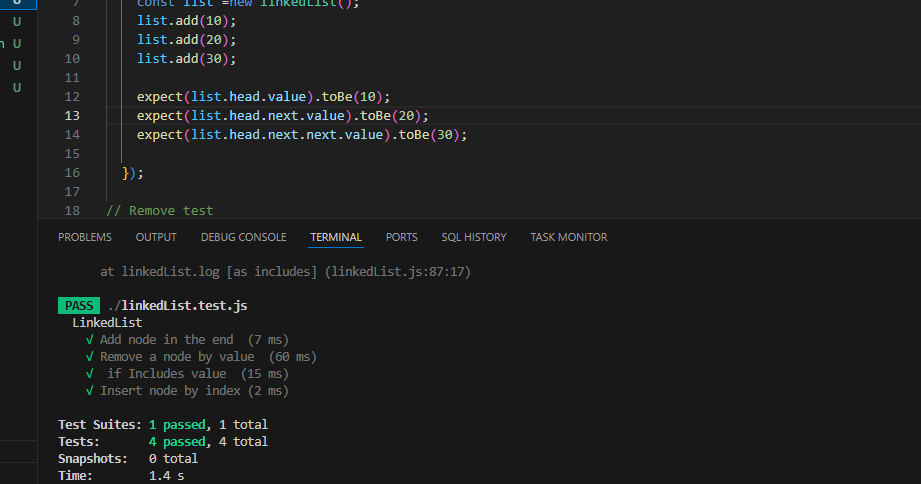 U
7 const list =new linkedList();
8 list.add(10);
U
9 list.add(20);
n U
10 list.add(30);
U
11
U
12 expect(list.head.value).toBe(10);
13 expect(list.head.next.value).toBe(20);
14 expect(list.head.next.next.value).toBe(30);
15
16 });
17
18 // Remove test
PROBLEMS OUTPUT DEBUG CONSOLE TERMINAL PORTS SQL HISTORY TASK MONITOR
at linkedList.log [as includes] (linkedList.js:87:17)
PASS ./linkedList.test.js
LinkedList
√ Add node in the end (7 ms)
√ Remove a node by value (60 ms)
√ if Includes value (15 ms)
√ Insert node by index (2 ms)
Test Suites: 1 passed, 1 total
Tests: 4 passed, 4 total
Snapshots: 0 total
Time: 1.4 s